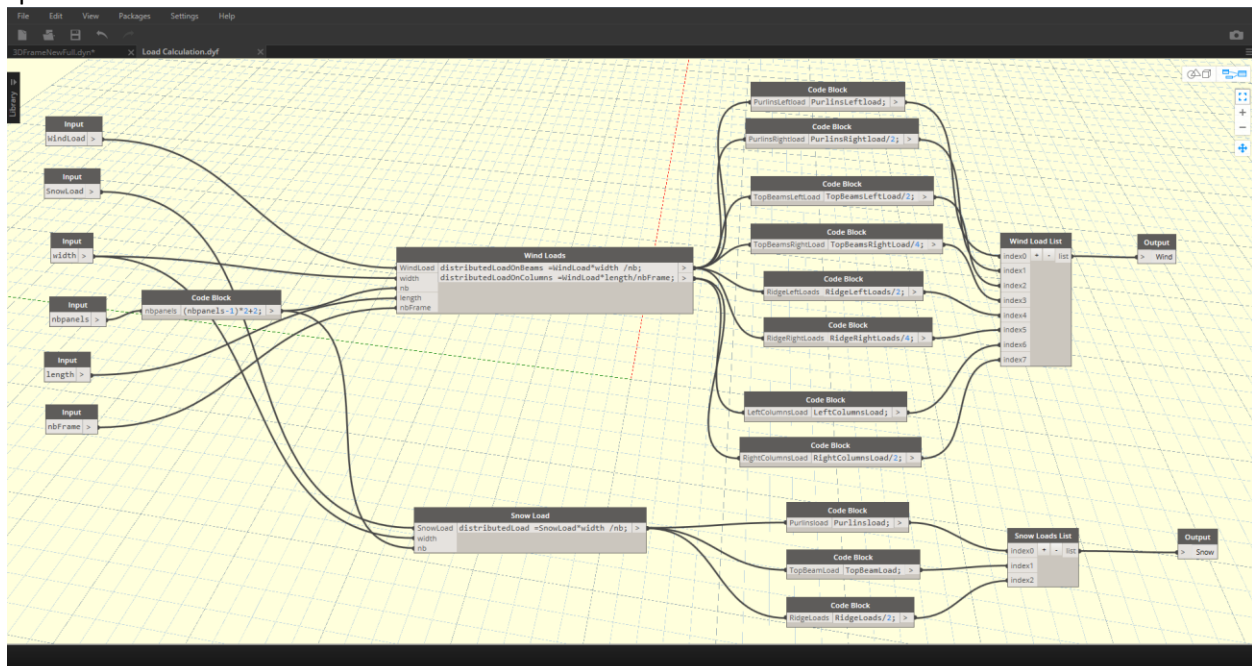 File Edit View Packages Settings Help
3DFrameNewFull.dyn* × Load Calculation.dyf ×
Library
Input
WindLoad >
Input
SnowLoad >
Input
width >
Input
nbpanels >
Code Block
nbpanels (nbpanels-1)*2+2; >
Input
length >
Input
nbFrame >
Wind Loads
WindLoad distributedLoadOnBeams =WindLoad*width /nb; >
width distributedLoadOnColumns =WindLoad*length/nbFrame; >
nb
length
nbFrame
Code Block
PurlinsLeftload PurlinsLeftload; >
Code Block
PurlinsRightload PurlinsRightload/2; >
Code Block
TopBeamsLeftLoad TopBeamsLeftLoad/2; >
Code Block
TopBeamsRightLoad TopBeamsRightLoad/4; >
Code Block
RidgeLeftLoads RidgeLeftLoads/2; >
Code Block
RidgeRightLoads RidgeRightLoads/4; >
Code Block
LeftColumnsLoad LeftColumnsLoad; >
Code Block
RightColumnsLoad RightColumnsLoad/2; >
Wind Load List
index0 + - list
index1
index2
index3
index4
index5
index6
index7
Output
> Wind
Snow Load
SnowLoad distributedLoad =SnowLoad*width /nb; >
width
nb
Code Block
Purlinsload Purlinsload; >
Code Block
TopBeamLoad TopBeamLoad; >
Code Block
RidgeLoads RidgeLoads/2; >
Snow Loads List
index0 + - list
index1
index2
Output
> Snow